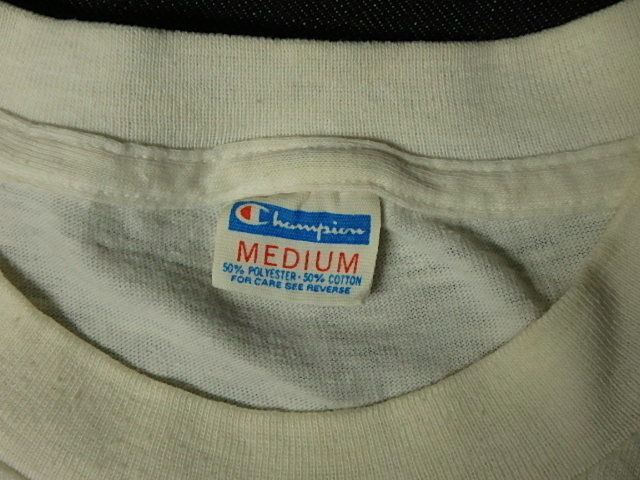 Champion
MEDIUM
50% POLYESTER · 50% COTTON
FOR CARE SEE REVERSE